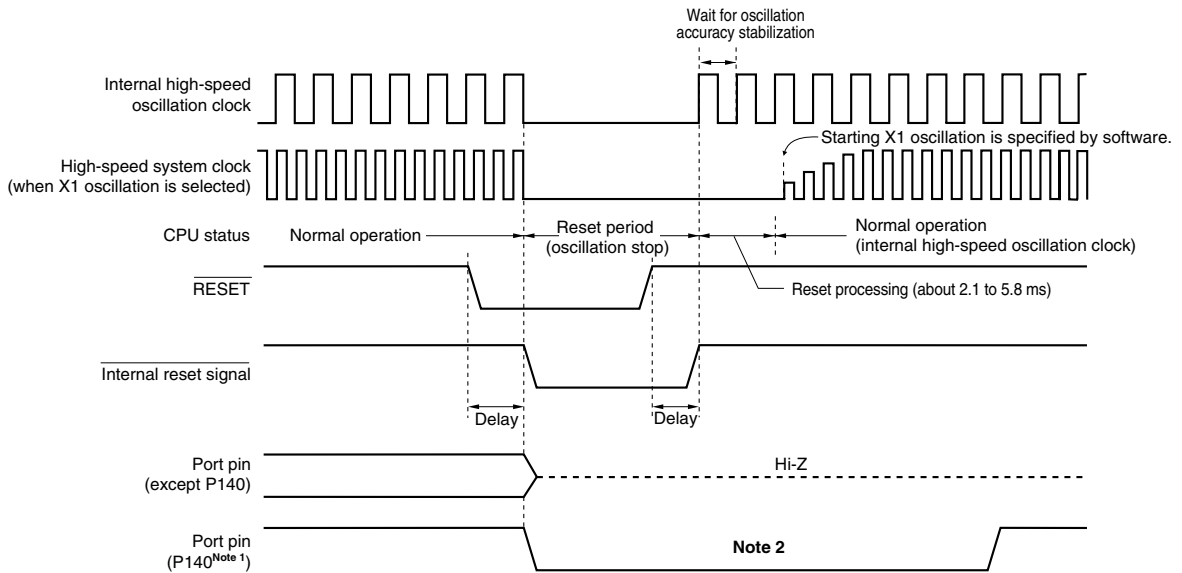 Wait for oscillation
accuracy stabilization
Internal high-speed
oscillation clock
Starting X1 oscillation is specified by software.
High-speed system clock
(when X1 oscillation is selected)
CPU status
Normal operation
Reset period
(oscillation stop)
Normal operation
(internal high-speed oscillation clock)
RESET
Reset processing (about 2.1 to 5.8 ms)
Internal reset signal
Delay
Delay
Port pin
(except P140)
Hi-Z
Port pin
(P140Note 1)
Note 2